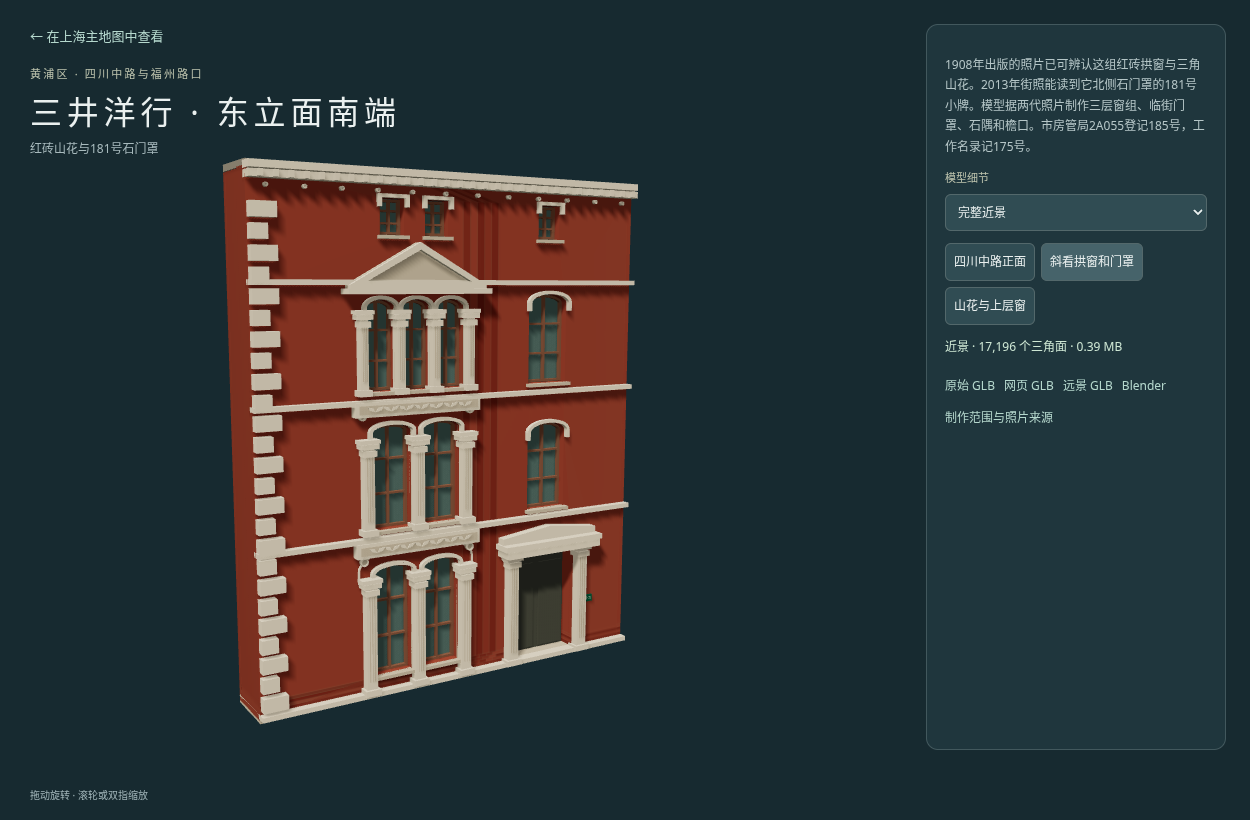 ← 在上海主地图中查看
黄浦区 · 四川中路与福州路口
三井洋行 · 东立面南端
红砖山花与181号石门罩
1908年出版的照片已可辨认这组红砖拱窗与三角
山花。2013年街照能读到它北侧石门罩的181号
小牌。模型据两代照片制作三层窗组、临街门
罩、石隅和檐口。市房管局2A055登记185号，工
作名录记175号。
模型细节
完整近景
四川中路正面
斜看拱窗和门罩
山花与上层窗
近景 · 17,196 个三角面 · 0.39 MB
原始 GLB 网页 GLB 远景 GLB Blender
制作范围与照片来源
拖动旋转 · 滚轮或双指缩放